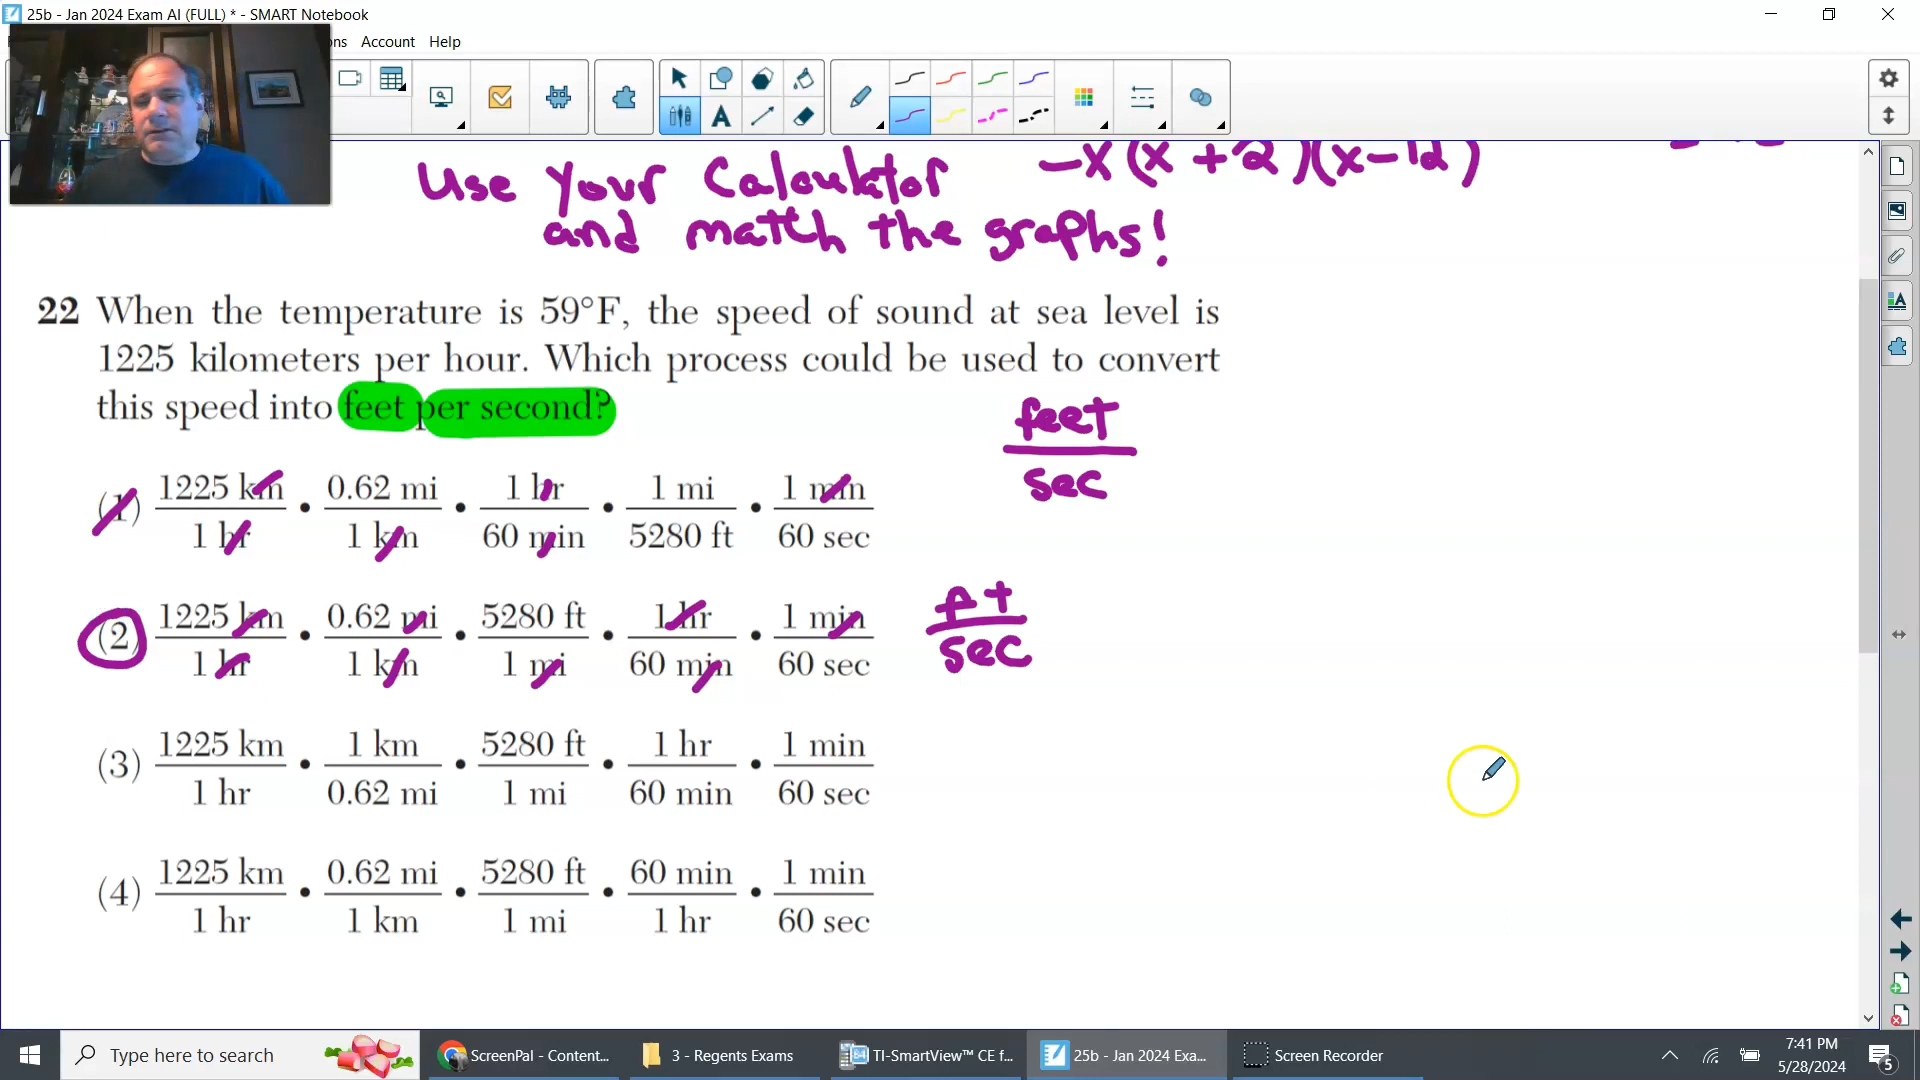 25b - Jan 2024 Exam AI (FULL) * - SMART Notebook
Account Help
Use Your Calculator
and match the graphs!
-x(x+2)(x-12)
22 When the temperature is 59°F, the speed of sound at sea level is
1225 kilometers per hour. Which process could be used to convert
this speed into feet per second?
feet
sec
(1) 1225 km/1 hr • 0.62 mi/1 km • 1 hr/60 min • 1 mi/5280 ft • 1 min/60 sec
(2) 1225 km/1 hr • 0.62 mi/1 km • 5280 ft/1 mi • 1 hr/60 min • 1 min/60 sec
ft
sec
(3) 1225 km/1 hr • 1 km/0.62 mi • 5280 ft/1 mi • 1 hr/60 min • 1 min/60 sec
(4) 1225 km/1 hr • 0.62 mi/1 km • 5280 ft/1 mi • 60 min/1 hr • 1 min/60 sec
Type here to search
ScreenPal - Content...
3 - Regents Exams
TI-SmartView™ CE f...
25b - Jan 2024 Exa...
Screen Recorder
7:41 PM
5/28/2024
5